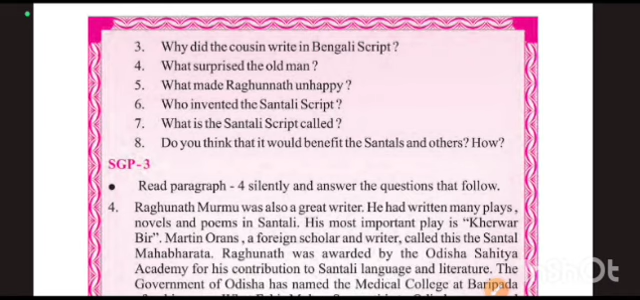 3. Why did the cousin write in Bengali Script ?
4. What surprised the old man ?
5. What made Raghunnath unhappy ?
6. Who invented the Santali Script ?
7. What is the Santali Script called ?
8. Do you think that it would benefit the Santals and others? How?
SGP-3
• Read paragraph - 4 silently and answer the questions that follow.
4. Raghunath Murmu was also a great writer. He had written many plays ,
novels and poems in Santali. His most important play is “Kherwar
Bir”. Martin Orans , a foreign scholar and writer, called this the Santal
Mahabharata. Raghunath was awarded by the Odisha Sahitya
Academy for his contribution to Santali language and literature. The
Government of Odisha has named the Medical College at Baripada